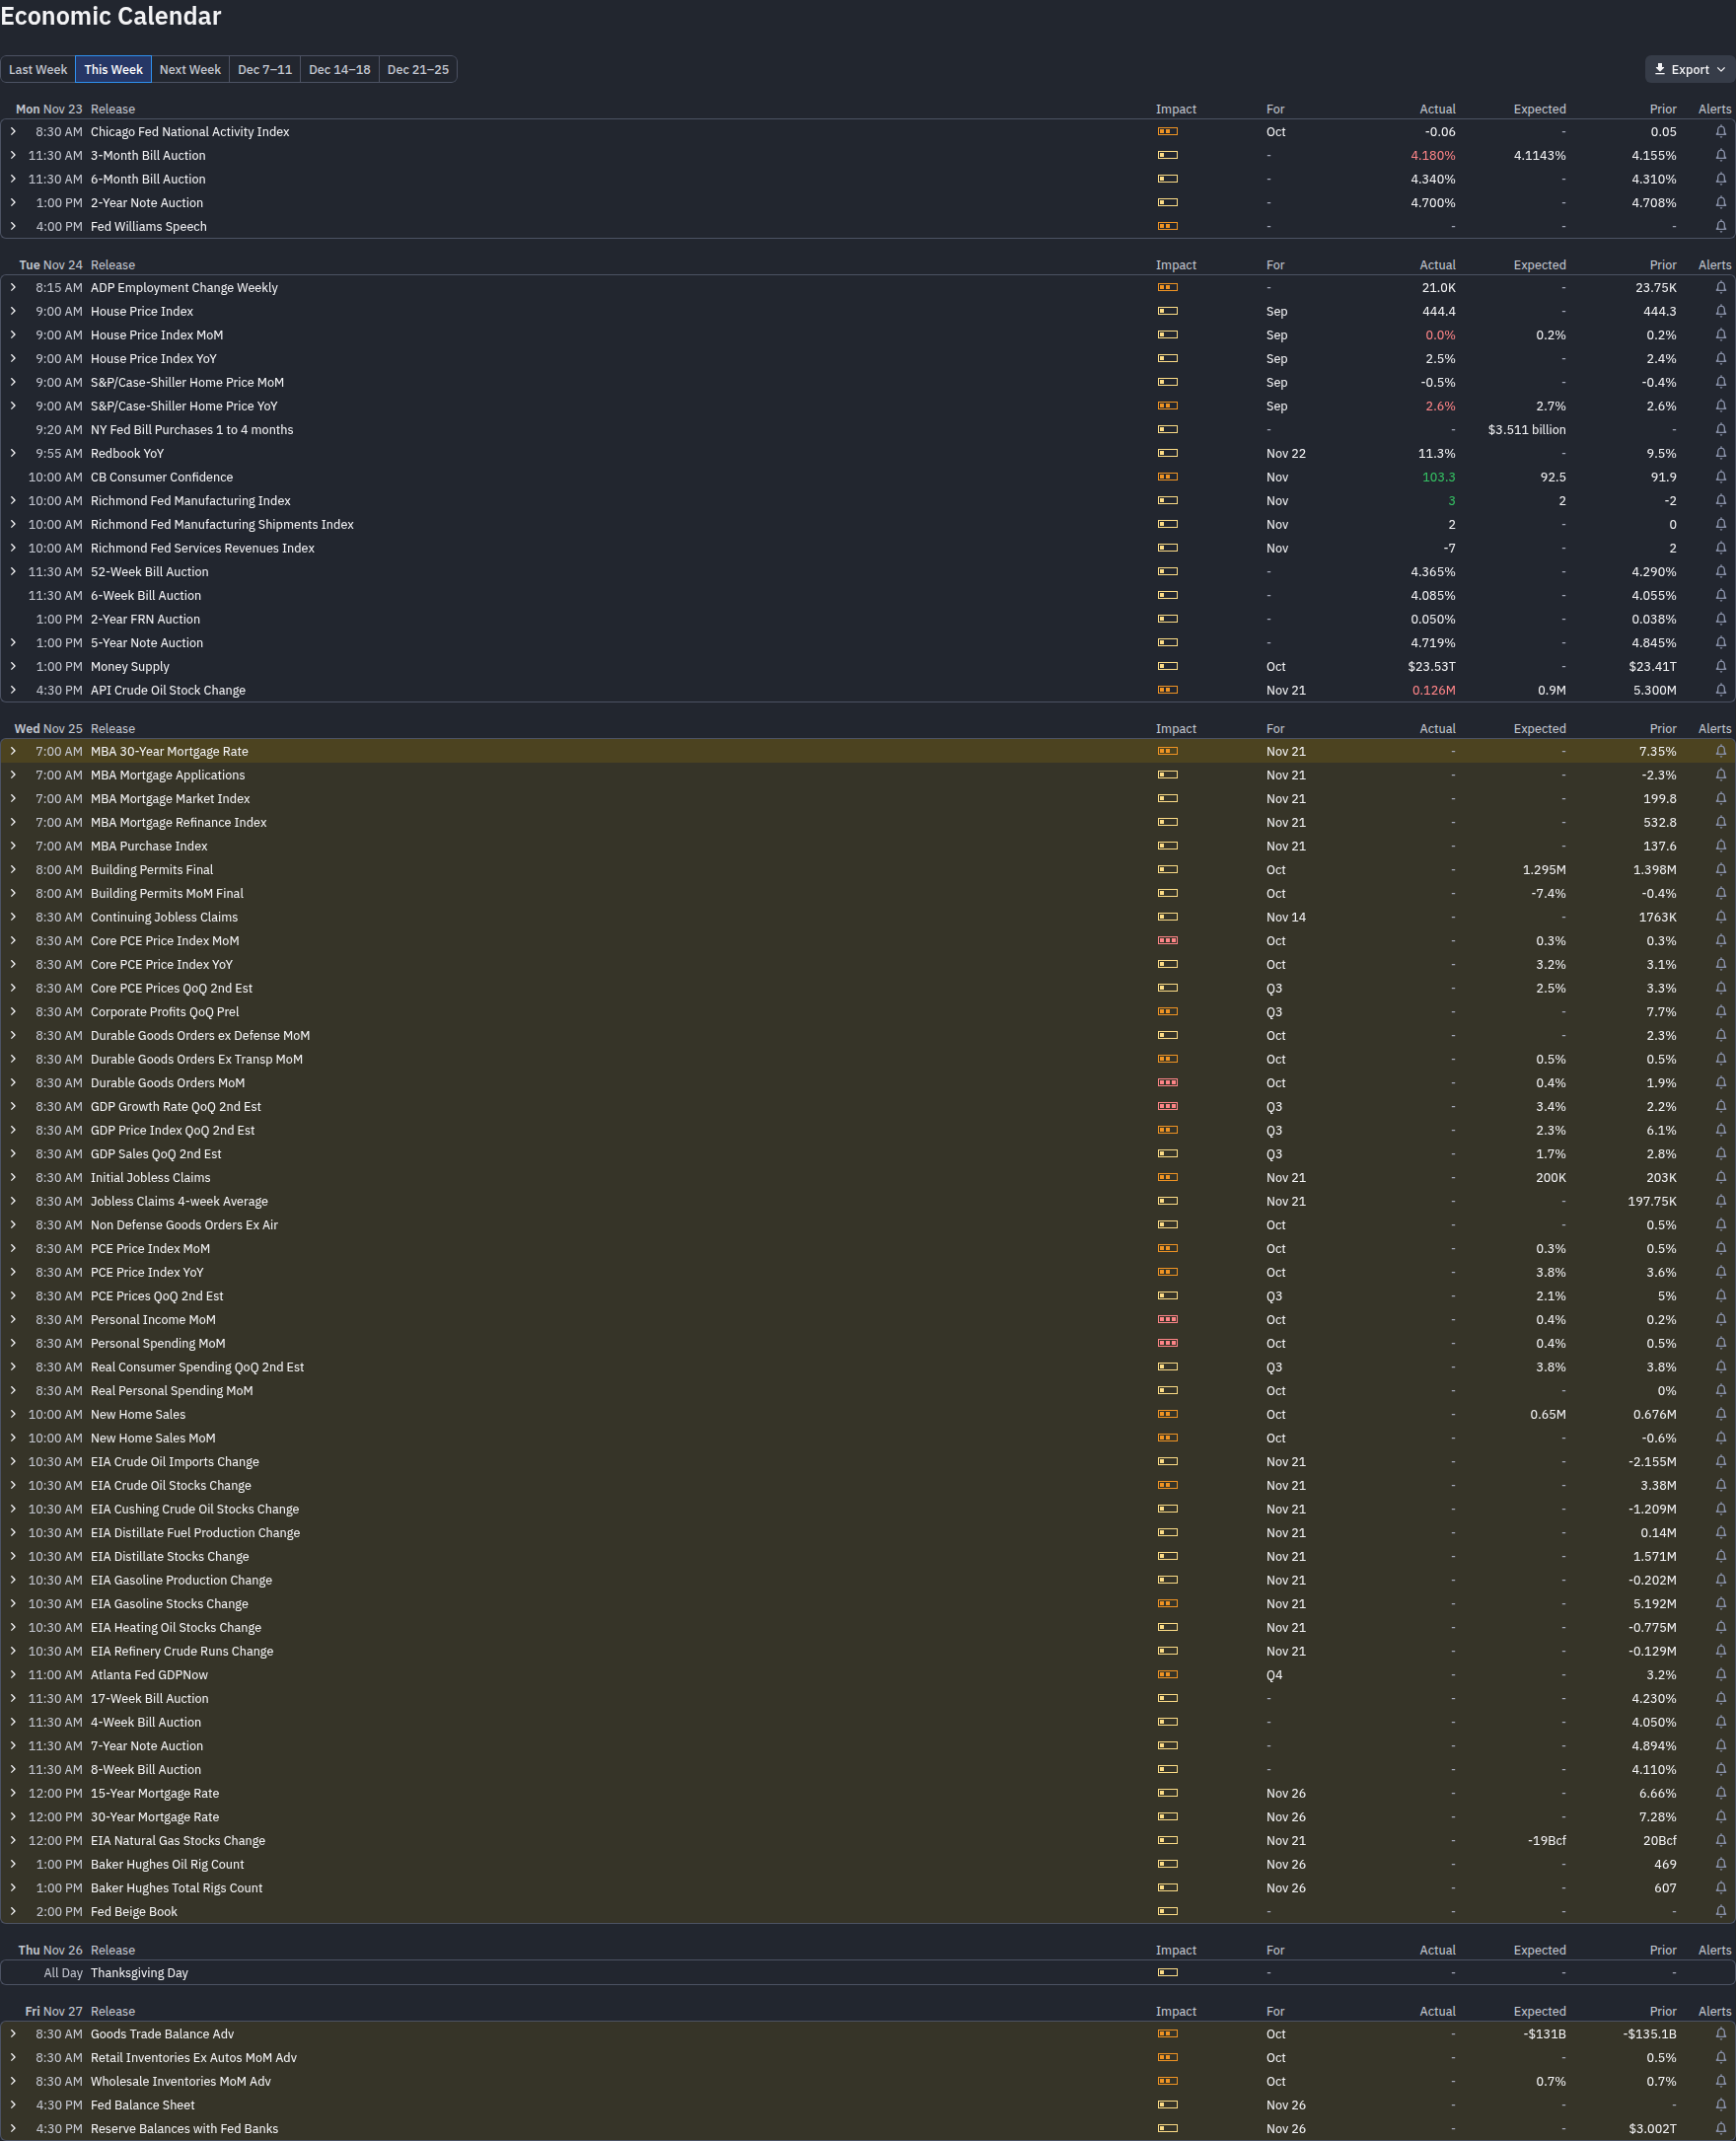 Economic Calendar
Last Week This Week Next Week Dec 7–11 Dec 14–18 Dec 21–25 Export
Mon Nov 23 Release Impact For Actual Expected Prior Alerts
8:30 AM Chicago Fed National Activity Index Oct -0.06 - 0.05
11:30 AM 3-Month Bill Auction - 4.180% 4.1143% 4.155%
11:30 AM 6-Month Bill Auction - 4.340% - 4.310%
1:00 PM 2-Year Note Auction - 4.700% - 4.708%
4:00 PM Fed Williams Speech - - - -
Tue Nov 24 Release Impact For Actual Expected Prior Alerts
8:15 AM ADP Employment Change Weekly - 21.0K - 23.75K
9:00 AM House Price Index Sep 444.4 - 444.3
9:00 AM House Price Index MoM Sep 0.0% 0.2% 0.2%
9:00 AM House Price Index YoY Sep 2.5% - 2.4%
9:00 AM S&P/Case-Shiller Home Price MoM Sep -0.5% - -0.4%
9:00 AM S&P/Case-Shiller Home Price YoY Sep 2.6% 2.7% 2.6%
9:20 AM NY Fed Bill Purchases 1 to 4 months - - $3.511 billion -
9:55 AM Redbook YoY Nov 22 11.3% - 9.5%
10:00 AM CB Consumer Confidence Nov 103.3 92.5 91.9
10:00 AM Richmond Fed Manufacturing Index Nov 3 2 -2
10:00 AM Richmond Fed Manufacturing Shipments Index Nov 2 - 0
10:00 AM Richmond Fed Services Revenues Index Nov -7 - 2
11:30 AM 52-Week Bill Auction - 4.365% - 4.290%
11:30 AM 6-Week Bill Auction - 4.085% - 4.055%
1:00 PM 2-Year FRN Auction - 0.050% - 0.038%
1:00 PM 5-Year Note Auction - 4.719% - 4.845%
1:00 PM Money Supply Oct $23.53T - $23.41T
4:30 PM API Crude Oil Stock Change Nov 21 0.126M 0.9M 5.300M
Wed Nov 25 Release Impact For Actual Expected Prior Alerts
7:00 AM MBA 30-Year Mortgage Rate Nov 21 - - 7.35%
7:00 AM MBA Mortgage Applications Nov 21 - - -2.3%
7:00 AM MBA Mortgage Market Index Nov 21 - - 199.8
7:00 AM MBA Mortgage Refinance Index Nov 21 - - 532.8
7:00 AM MBA Purchase Index Nov 21 - - 137.6
8:00 AM Building Permits Final Oct - 1.295M 1.398M
8:00 AM Building Permits MoM Final Oct - -7.4% -0.4%
8:30 AM Continuing Jobless Claims Nov 14 - - 1763K
8:30 AM Core PCE Price Index MoM Oct - 0.3% 0.3%
8:30 AM Core PCE Price Index YoY Oct - 3.2% 3.1%
8:30 AM Core PCE Prices QoQ 2nd Est Q3 - 2.5% 3.3%
8:30 AM Corporate Profits QoQ Prel Q3 - - 7.7%
8:30 AM Durable Goods Orders ex Defense MoM Oct - - 2.3%
8:30 AM Durable Goods Orders Ex Transp MoM Oct - 0.5% 0.5%
8:30 AM Durable Goods Orders MoM Oct - 0.4% 1.9%
8:30 AM GDP Growth Rate QoQ 2nd Est Q3 - 3.4% 2.2%
8:30 AM GDP Price Index QoQ 2nd Est Q3 - 2.3% 6.1%
8:30 AM GDP Sales QoQ 2nd Est Q3 - 1.7% 2.8%
8:30 AM Initial Jobless Claims Nov 21 - 200K 203K
8:30 AM Jobless Claims 4-week Average Nov 21 - - 197.75K
8:30 AM Non Defense Goods Orders Ex Air Oct - - 0.5%
8:30 AM PCE Price Index MoM Oct - 0.3% 0.5%
8:30 AM PCE Price Index YoY Oct - 3.8% 3.6%
8:30 AM PCE Prices QoQ 2nd Est Q3 - 2.1% 5%
8:30 AM Personal Income MoM Oct - 0.4% 0.2%
8:30 AM Personal Spending MoM Oct - 0.4% 0.5%
8:30 AM Real Consumer Spending QoQ 2nd Est Q3 - 3.8% 3.8%
8:30 AM Real Personal Spending MoM Oct - - 0%
10:00 AM New Home Sales Oct - 0.65M 0.676M
10:00 AM New Home Sales MoM Oct - - -0.6%
10:30 AM EIA Crude Oil Imports Change Nov 21 - - -2.155M
10:30 AM EIA Crude Oil Stocks Change Nov 21 - - 3.38M
10:30 AM EIA Cushing Crude Oil Stocks Change Nov 21 - - -1.209M
10:30 AM EIA Distillate Fuel Production Change Nov 21 - - 0.14M
10:30 AM EIA Distillate Stocks Change Nov 21 - - 1.571M
10:30 AM EIA Gasoline Production Change Nov 21 - - -0.202M
10:30 AM EIA Gasoline Stocks Change Nov 21 - - 5.192M
10:30 AM EIA Heating Oil Stocks Change Nov 21 - - -0.775M
10:30 AM EIA Refinery Crude Runs Change Nov 21 - - -0.129M
11:00 AM Atlanta Fed GDPNow Q4 - - 3.2%
11:30 AM 17-Week Bill Auction - - - 4.230%
11:30 AM 4-Week Bill Auction - - - 4.050%
11:30 AM 7-Year Note Auction - - - 4.894%
11:30 AM 8-Week Bill Auction - - - 4.110%
12:00 PM 15-Year Mortgage Rate Nov 26 - - 6.66%
12:00 PM 30-Year Mortgage Rate Nov 26 - - 7.28%
12:00 PM EIA Natural Gas Stocks Change Nov 21 - -19Bcf 20Bcf
1:00 PM Baker Hughes Oil Rig Count Nov 26 - - 469
1:00 PM Baker Hughes Total Rigs Count Nov 26 - - 607
2:00 PM Fed Beige Book - - - -
Thu Nov 26 Release Impact For Actual Expected Prior Alerts
All Day Thanksgiving Day - - - -
Fri Nov 27 Release Impact For Actual Expected Prior Alerts
8:30 AM Goods Trade Balance Adv Oct - -$131B -$135.1B
8:30 AM Retail Inventories Ex Autos MoM Adv Oct - - 0.5%
8:30 AM Wholesale Inventories MoM Adv Oct - 0.7% 0.7%
4:30 PM Fed Balance Sheet Nov 26 - - -
4:30 PM Reserve Balances with Fed Banks Nov 26 - - $3.002T